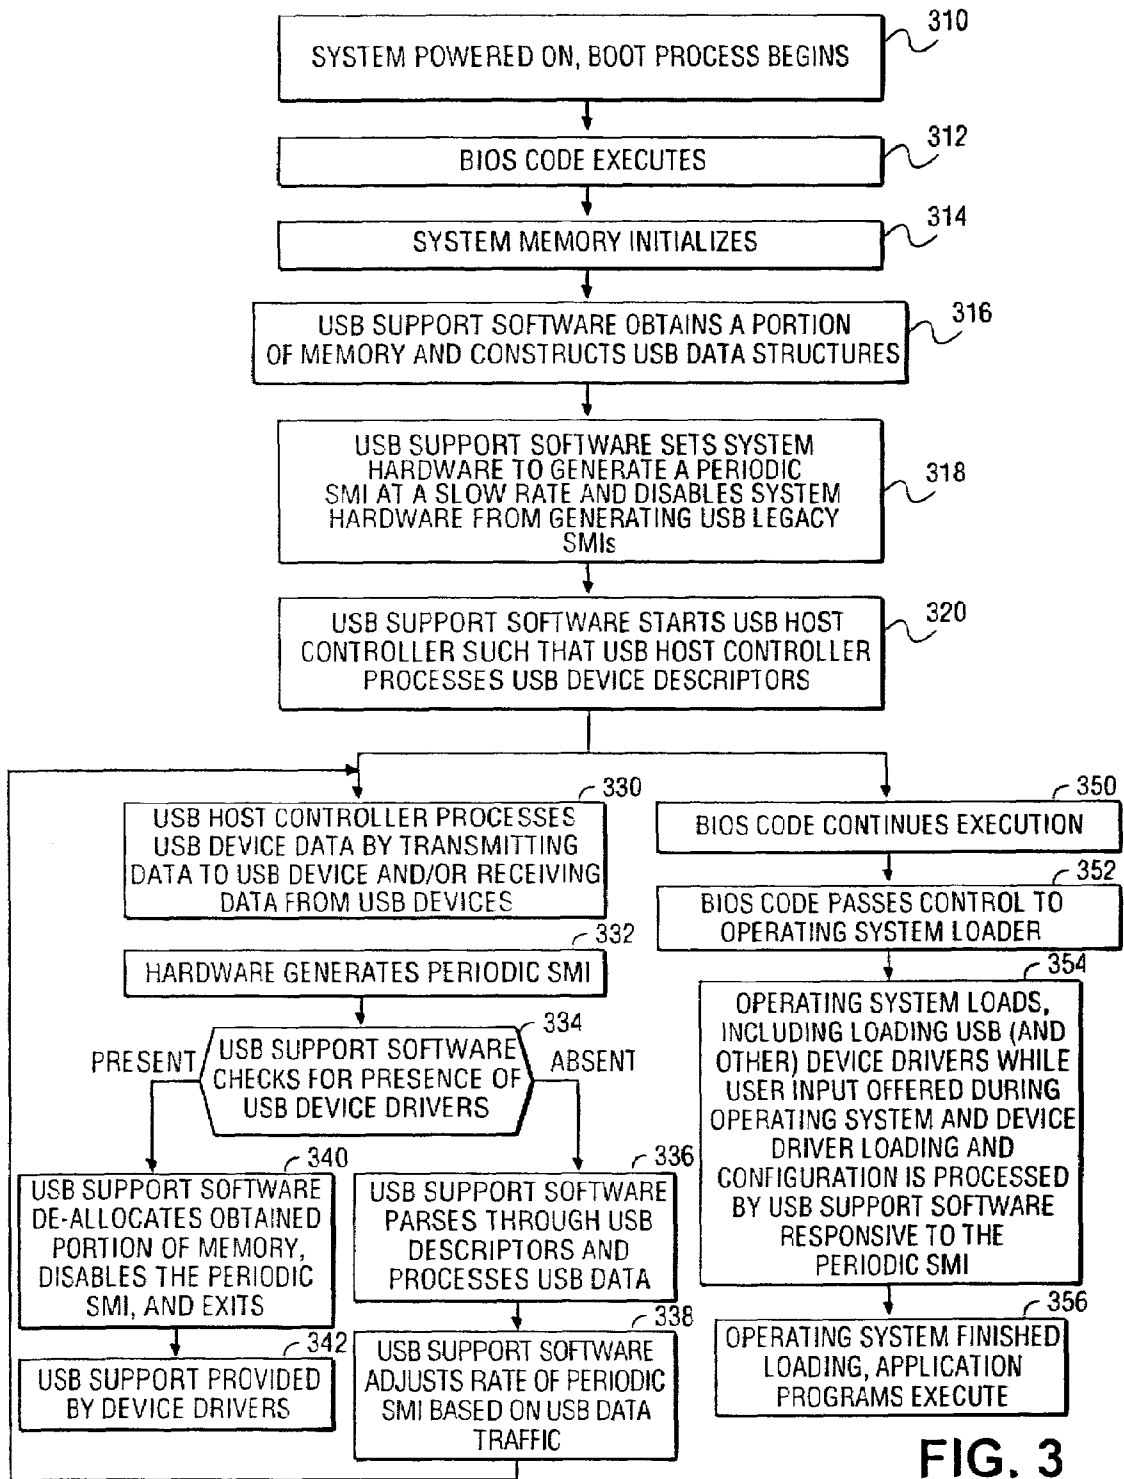 310
SYSTEM POWERED ON, BOOT PROCESS BEGINS
312
BIOS CODE EXECUTES
314
SYSTEM MEMORY INITIALIZES
316
USB SUPPORT SOFTWARE OBTAINS A PORTION
OF MEMORY AND CONSTRUCTS USB DATA STRUCTURES
318
USB SUPPORT SOFTWARE SETS SYSTEM
HARDWARE TO GENERATE A PERIODIC
SMI AT A SLOW RATE AND DISABLES SYSTEM
HARDWARE FROM GENERATING USB LEGACY
SMIs
320
USB SUPPORT SOFTWARE STARTS USB HOST
CONTROLLER SUCH THAT USB HOST CONTROLLER
PROCESSES USB DEVICE DESCRIPTORS
330
USB HOST CONTROLLER PROCESSES
USB DEVICE DATA BY TRANSMITTING
DATA TO USB DEVICE AND/OR RECEIVING
DATA FROM USB DEVICES
332
HARDWARE GENERATES PERIODIC SMI
334
USB SUPPORT SOFTWARE
CHECKS FOR PRESENCE OF
USB DEVICE DRIVERS
PRESENT
ABSENT
340
USB SUPPORT SOFTWARE
DE-ALLOCATES OBTAINED
PORTION OF MEMORY,
DISABLES THE PERIODIC
SMI, AND EXITS
342
USB SUPPORT PROVIDED
BY DEVICE DRIVERS
336
USB SUPPORT SOFTWARE
PARSES THROUGH USB
DESCRIPTORS AND
PROCESSES USB DATA
338
USB SUPPORT SOFTWARE
ADJUSTS RATE OF PERIODIC
SMI BASED ON USB DATA
TRAFFIC
350
BIOS CODE CONTINUES EXECUTION
352
BIOS CODE PASSES CONTROL TO
OPERATING SYSTEM LOADER
354
OPERATING SYSTEM LOADS,
INCLUDING LOADING USB (AND
OTHER) DEVICE DRIVERS WHILE
USER INPUT OFFERED DURING
OPERATING SYSTEM AND DEVICE
DRIVER LOADING AND
CONFIGURATION IS PROCESSED
BY USB SUPPORT SOFTWARE
RESPONSIVE TO THE
PERIODIC SMI
356
OPERATING SYSTEM FINISHED
LOADING, APPLICATION
PROGRAMS EXECUTE
FIG. 3